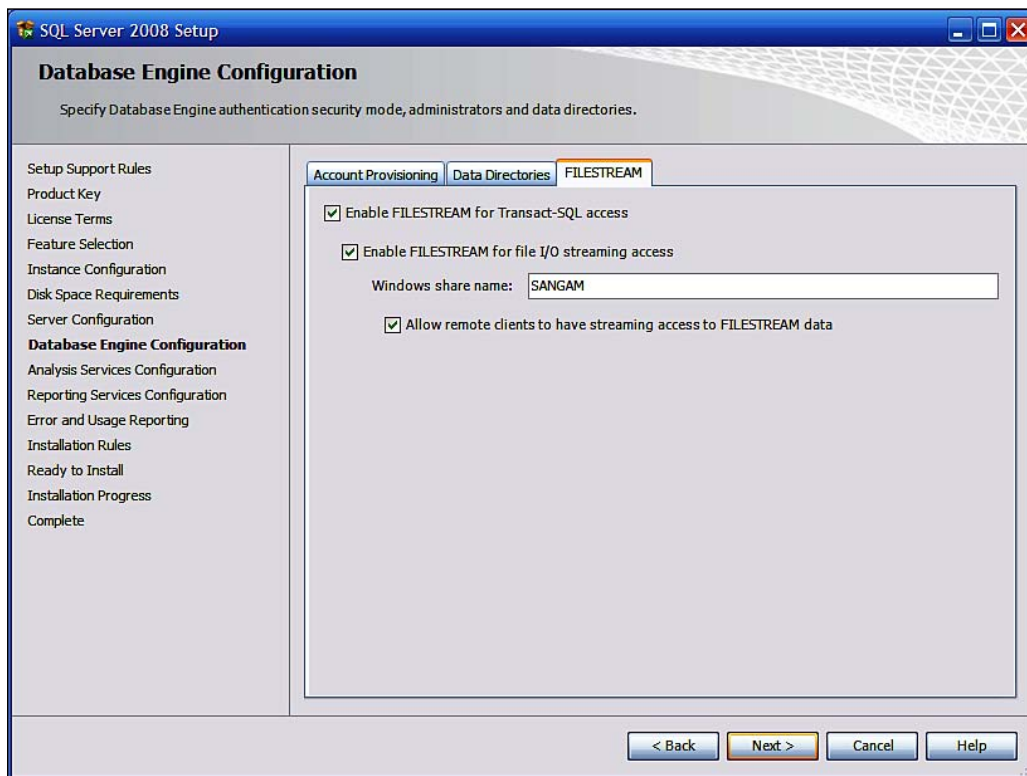 SQL Server 2008 Setup
Database Engine Configuration
Specify Database Engine authentication security mode, administrators and data directories.
Setup Support Rules
Product Key
License Terms
Feature Selection
Instance Configuration
Disk Space Requirements
Server Configuration
Database Engine Configuration
Analysis Services Configuration
Reporting Services Configuration
Error and Usage Reporting
Installation Rules
Ready to Install
Installation Progress
Complete
Account Provisioning Data Directories FILESTREAM
Enable FILESTREAM for Transact-SQL access
Enable FILESTREAM for file I/O streaming access
Windows share name: SANGAM
Allow remote clients to have streaming access to FILESTREAM data
< Back Next > Cancel Help